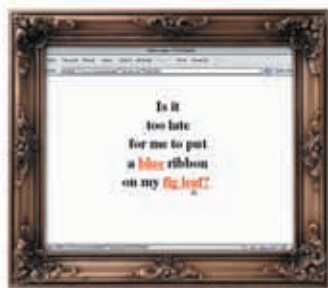 Is it
too late
for me to put
a blue ribbon
on my fig leaf?